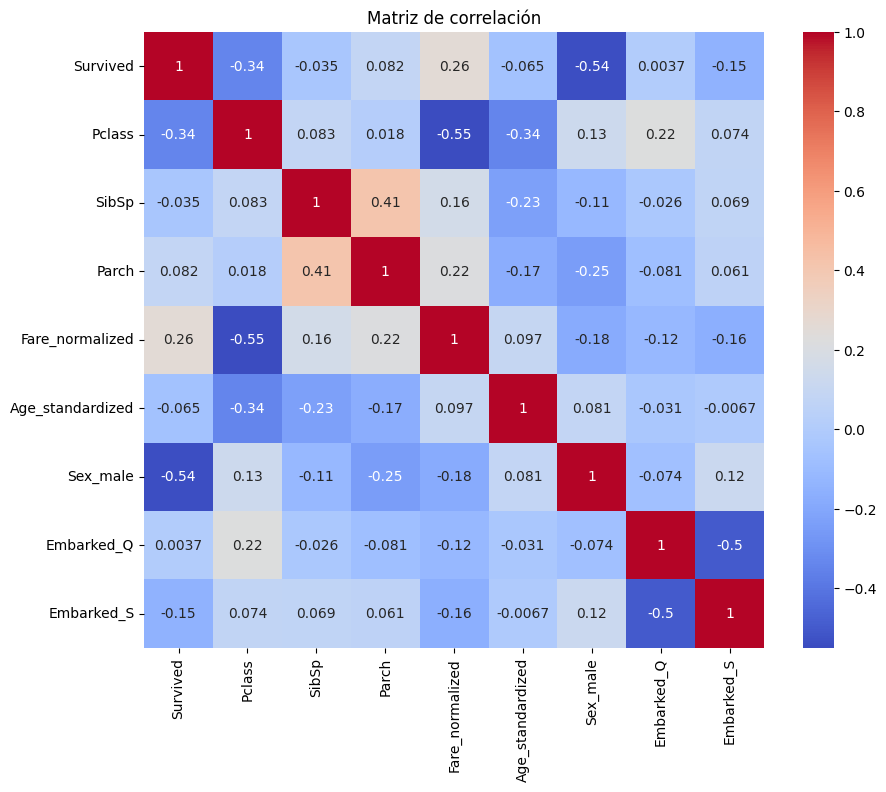 Matriz de correlación
Survived 1 -0.34 -0.035 0.082 0.26 -0.065 -0.54 0.0037 -0.15
Pclass -0.34 1 0.083 0.018 -0.55 -0.34 0.13 0.22 0.074
SibSp -0.035 0.083 1 0.41 0.16 -0.23 -0.11 -0.026 0.069
Parch 0.082 0.018 0.41 1 0.22 -0.17 -0.25 -0.081 0.061
Fare_normalized 0.26 -0.55 0.16 0.22 1 0.097 -0.18 -0.12 -0.16
Age_standardized -0.065 -0.34 -0.23 -0.17 0.097 1 0.081 -0.031 -0.0067
Sex_male -0.54 0.13 -0.11 -0.25 -0.18 0.081 1 -0.074 0.12
Embarked_Q 0.0037 0.22 -0.026 -0.081 -0.12 -0.031 -0.074 1 -0.5
Embarked_S -0.15 0.074 0.069 0.061 -0.16 -0.0067 0.12 -0.5 1
Survived
Pclass
SibSp
Parch
Fare_normalized
Age_standardized
Sex_male
Embarked_Q
Embarked_S
1.0
0.8
0.6
0.4
0.2
0.0
−0.2
−0.4